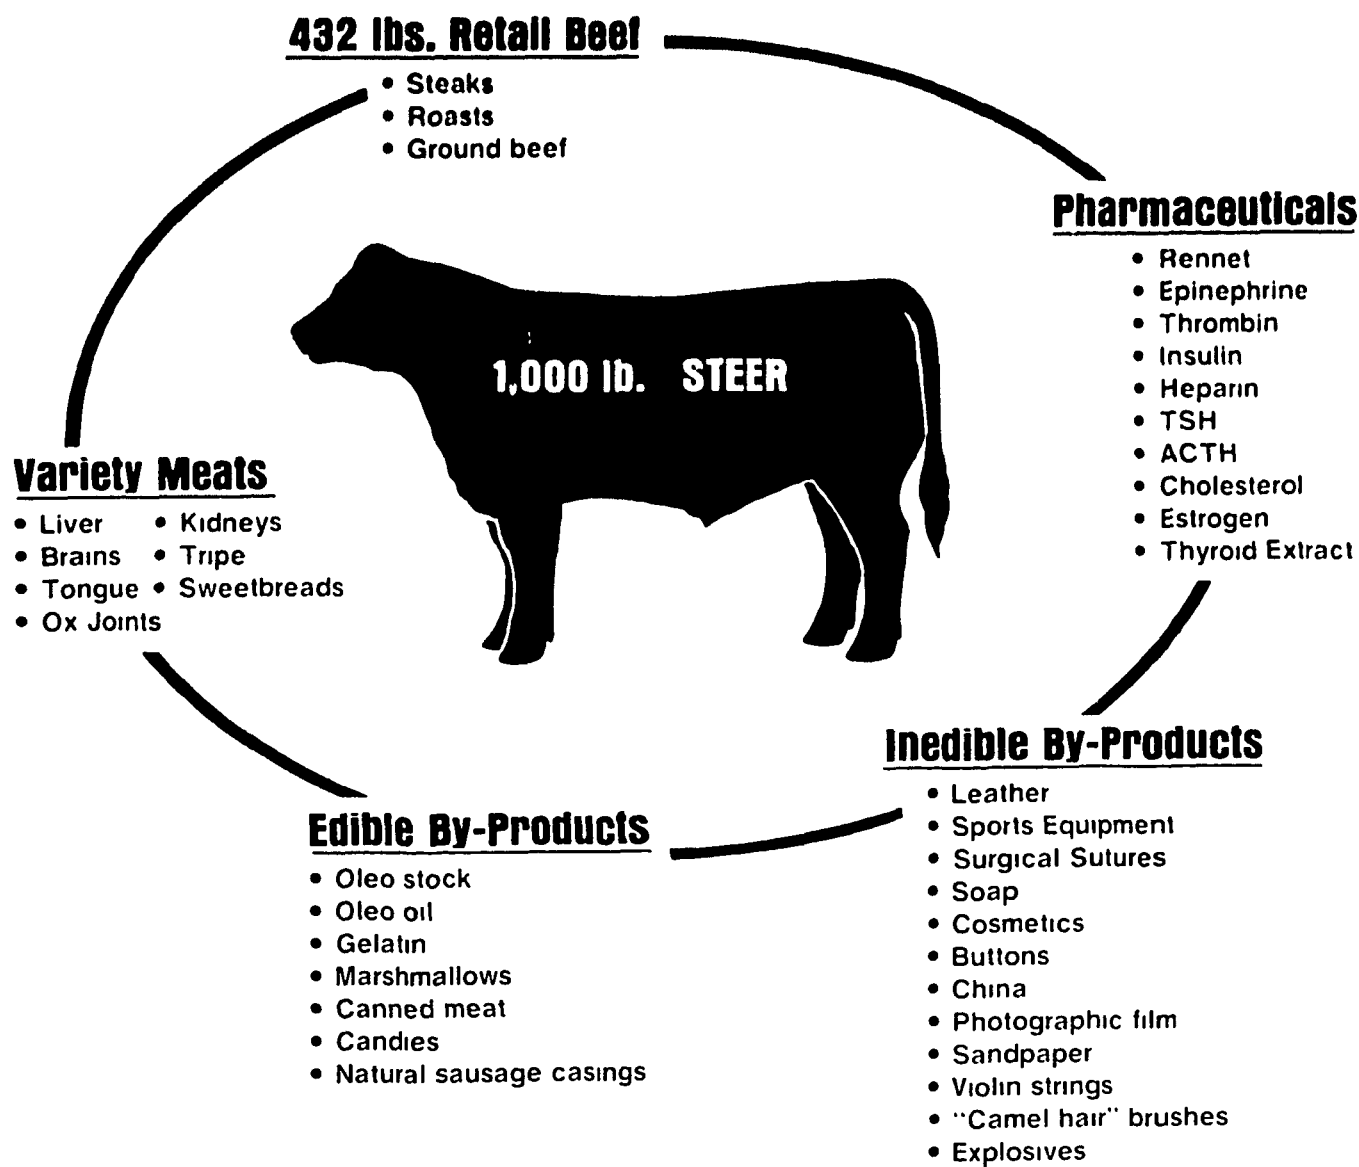 432 lbs. Retail Beef
• Steaks
• Roasts
• Ground beef
Pharmaceuticals
• Rennet
• Epinephrine
• Thrombin
• Insulin
• Heparin
• TSH
• ACTH
• Cholesterol
• Estrogen
• Thyroid Extract
1,000 lb. STEER
Variety Meats
• Liver • Kidneys
• Brains • Tripe
• Tongue • Sweetbreads
• Ox Joints
Inedible By-Products
• Leather
• Sports Equipment
• Surgical Sutures
• Soap
• Cosmetics
• Buttons
• China
• Photographic film
• Sandpaper
• Violin strings
• "Camel hair" brushes
• Explosives
Edible By-Products
• Oleo stock
• Oleo oil
• Gelatin
• Marshmallows
• Canned meat
• Candies
• Natural sausage casings